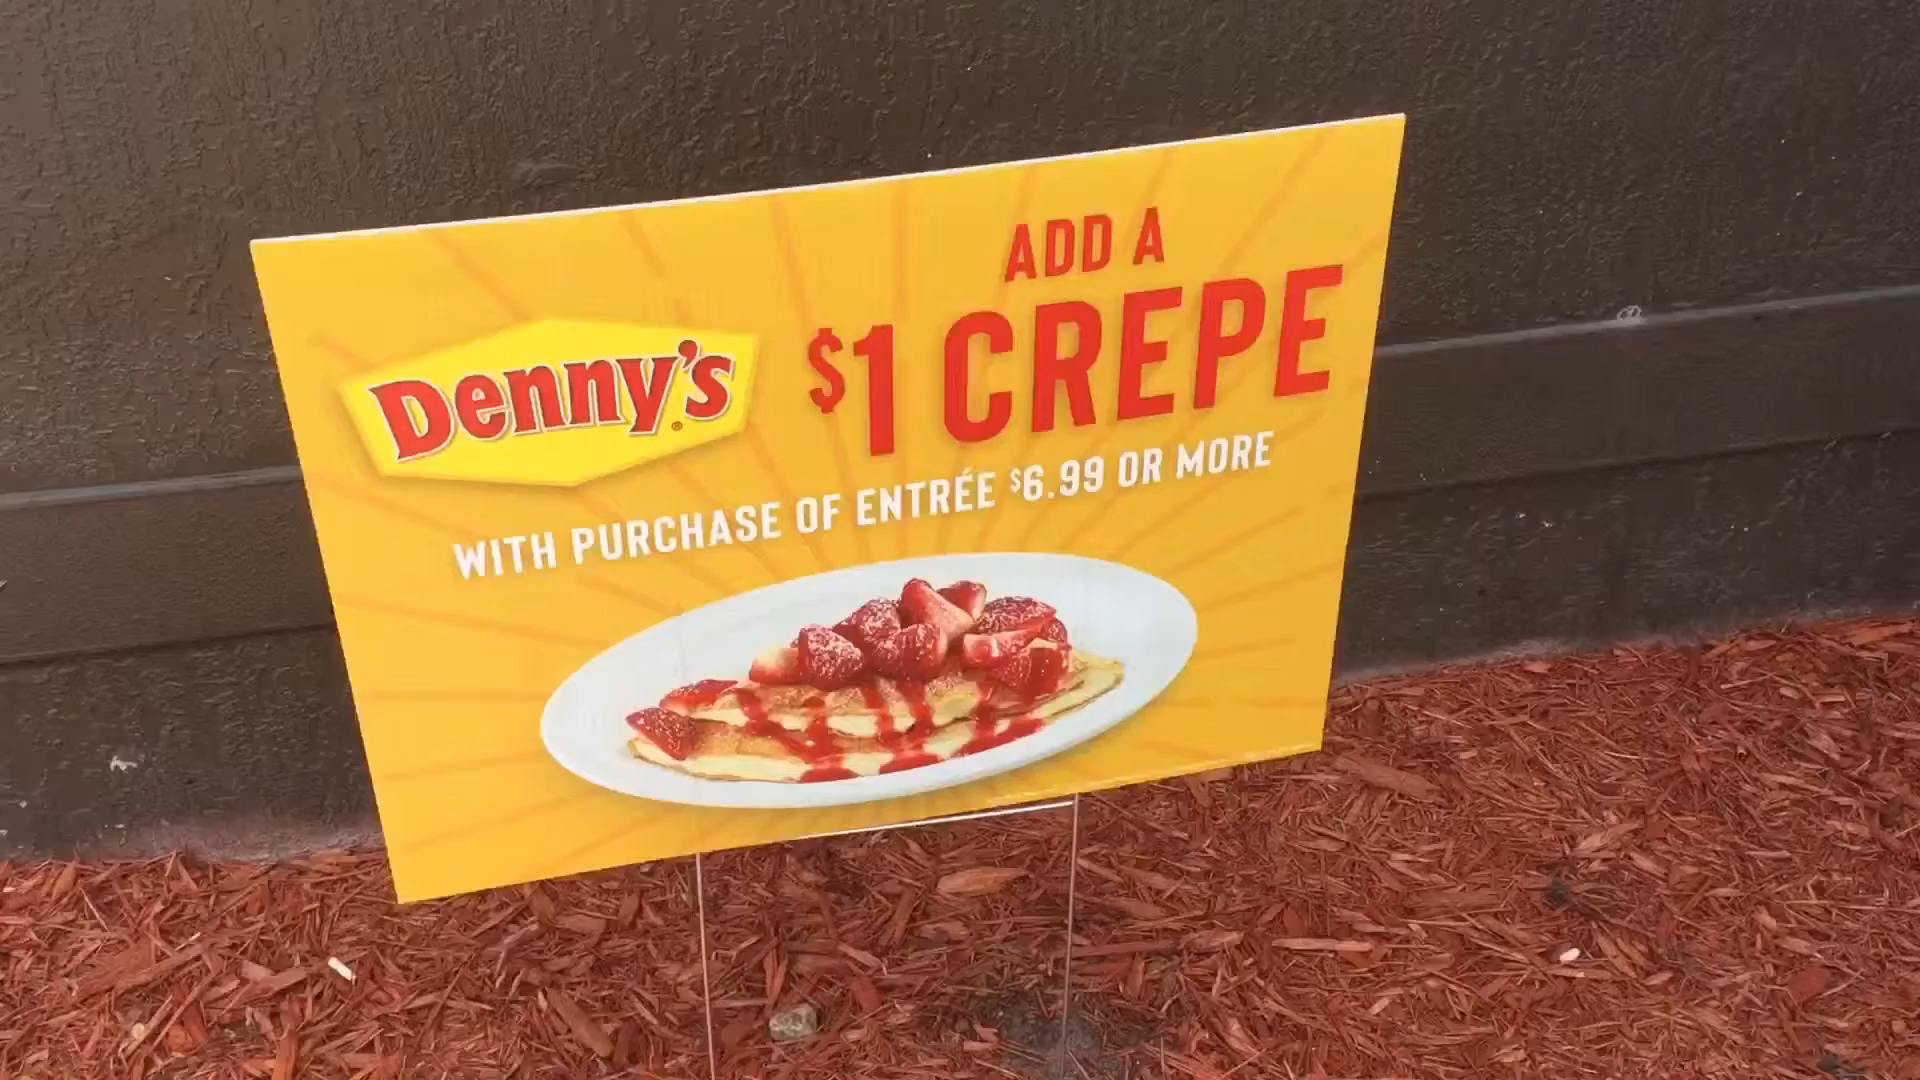 Denny's
ADD A
$1 CREPE
WITH PURCHASE OF ENTRÉE $6.99 OR MORE